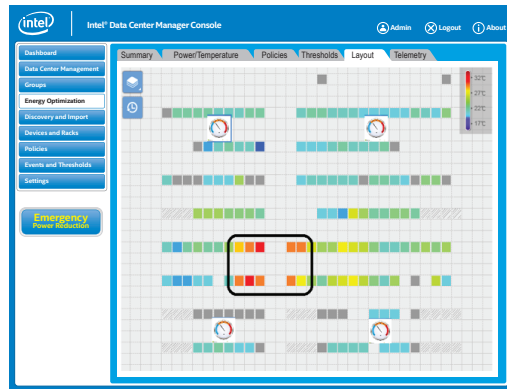 intel
Intel® Data Center Manager Console
Admin
Logout
About
Dashboard
Data Center Management
Groups
Energy Optimization
Discovery and Import
Devices and Racks
Policies
Events and Thresholds
Settings
Emergency
Power Reduction
Summary
Power/Temperature
Policies
Thresholds
Layout
Telemetry
32℃
27℃
22℃
17℃